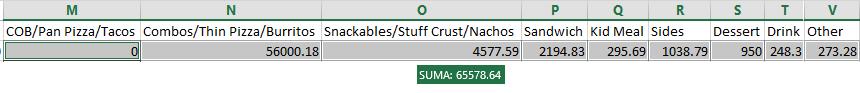 M N O P Q R S T V
COB/Pan Pizza/Tacos Combos/Thin Pizza/Burritos Snackables/Stuff Crust/Nachos Sandwich Kid Meal Sides Dessert Drink Other
0 56000.18 4577.59 2194.83 295.69 1038.79 950 248.3 273.28
SUMA: 65578.64